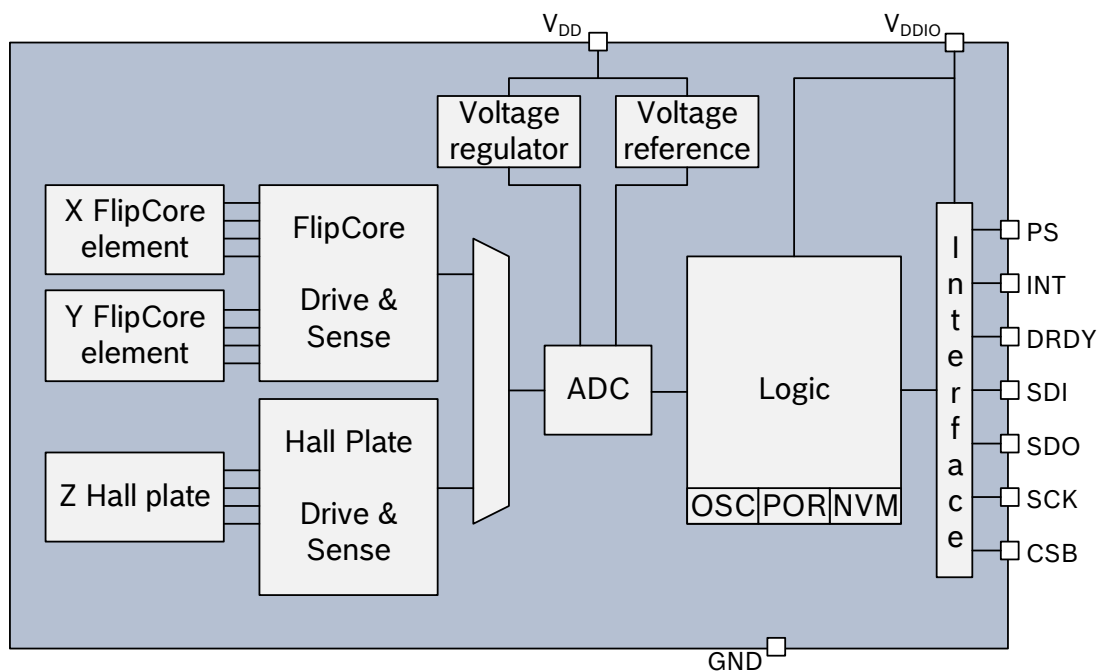 VDD
VDDIO
Voltage
regulator
Voltage
reference
X FlipCore
element
Y FlipCore
element
FlipCore
Drive &
Sense
Z Hall plate
Hall Plate
Drive &
Sense
ADC
Logic
OSC POR NVM
Interface
PS
INT
DRDY
SDI
SDO
SCK
CSB
GND